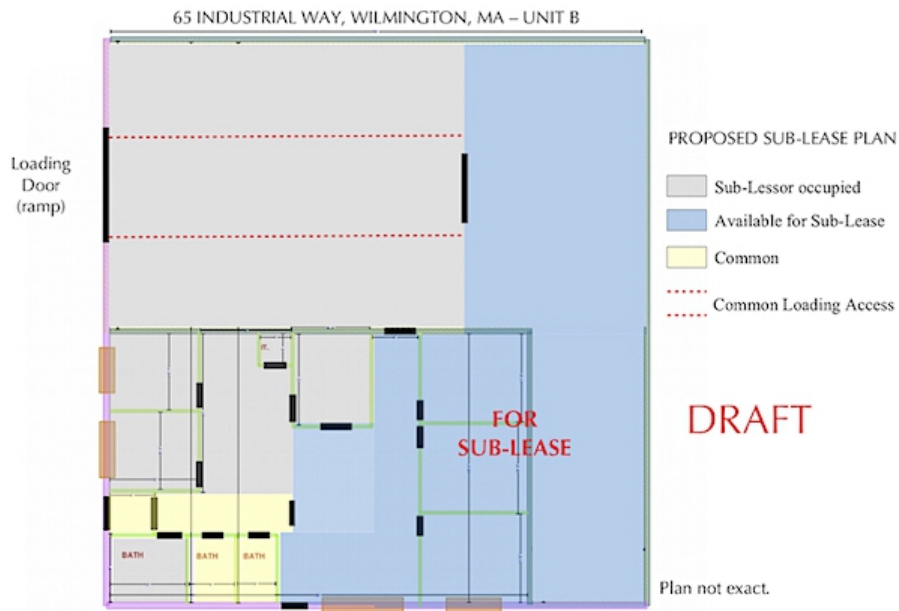 65 INDUSTRIAL WAY, WILMINGTON, MA – UNIT B
Loading
Door
(ramp)
PROPOSED SUB-LEASE PLAN
Sub-Lessor occupied
Available for Sub-Lease
Common
Common Loading Access
DRAFT
FOR
SUB-LEASE
BATH
BATH
BATH
Plan not exact.